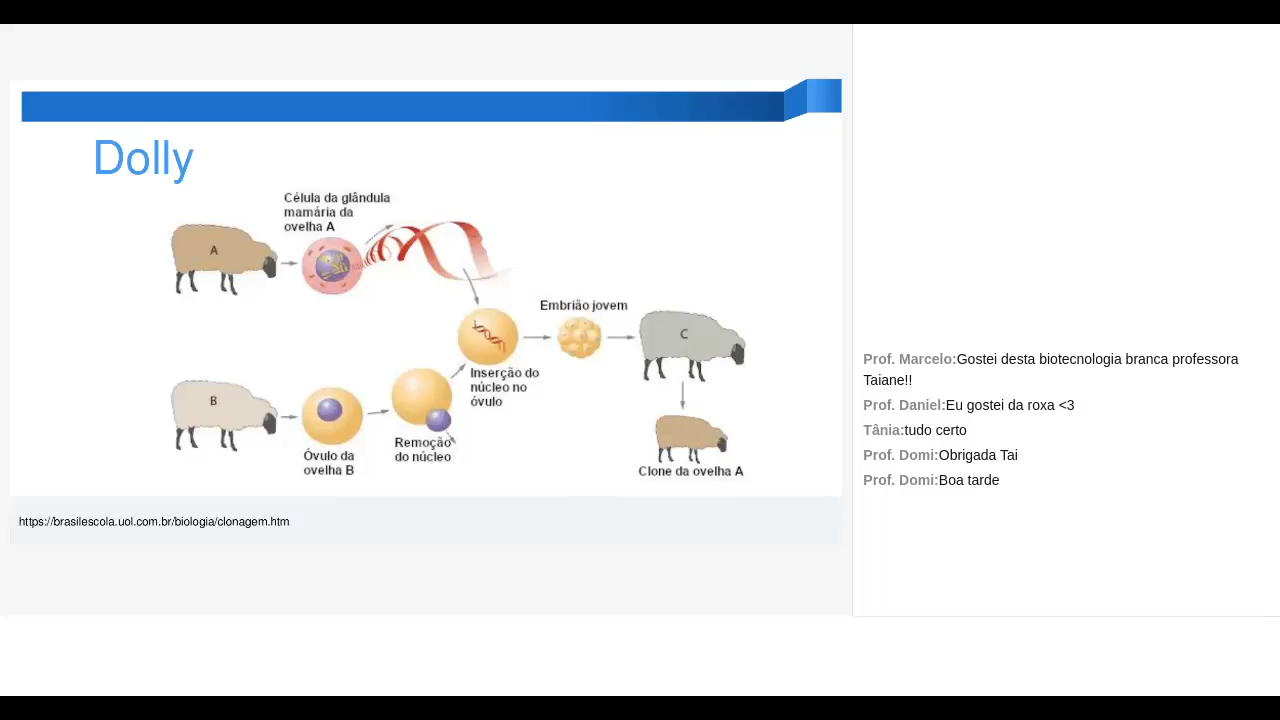 Dolly
Célula da glândula
mamária da
ovelha A
A
Embrião jovem
C
Inserção do
núcleo no
óvulo
B
Remoção
do núcleo
Óvulo da
ovelha B
Clone da ovelha A
https://brasilescola.uol.com.br/biologia/clonagem.htm
Prof. Marcelo:Gostei desta biotecnologia branca professora
Taiane!!
Prof. Daniel:Eu gostei da roxa <3
Tânia:tudo certo
Prof. Domi:Obrigada Tai
Prof. Domi:Boa tarde